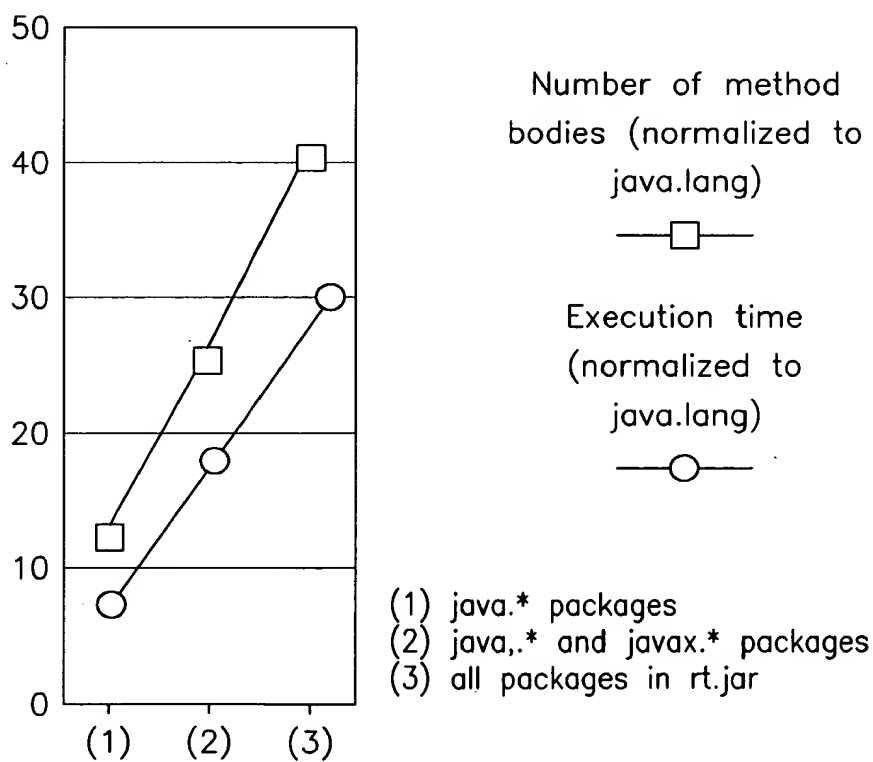 50
40
30
20
10
0
(1) (2) (3)
Number of method
bodies (normalized to
java.lang)
Execution time
(normalized to
java.lang)
(1) java.* packages
(2) java,.* and javax.* packages
(3) all packages in rt.jar